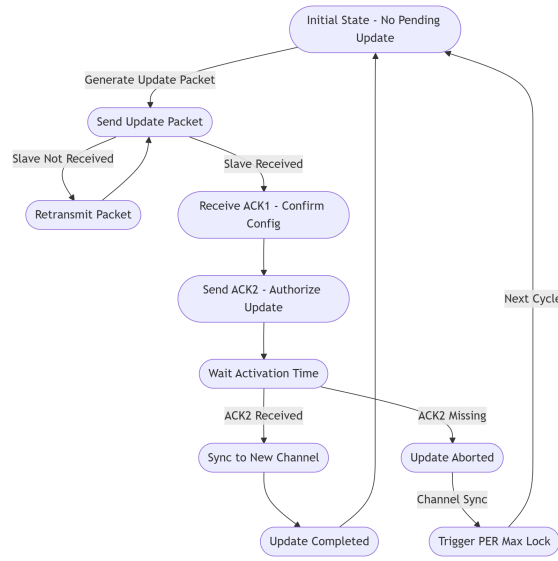 Initial State - No Pending
Update
Generate Update Packet
Send Update Packet
Slave Not Received
Slave Received
Retransmit Packet
Receive ACK1 - Confirm
Config
Send ACK2 - Authorize
Update
Next Cycle
Wait Activation Time
ACK2 Received
ACK2 Missing
Sync to New Channel
Update Aborted
Channel Sync
Update Completed
Trigger PER Max Lock